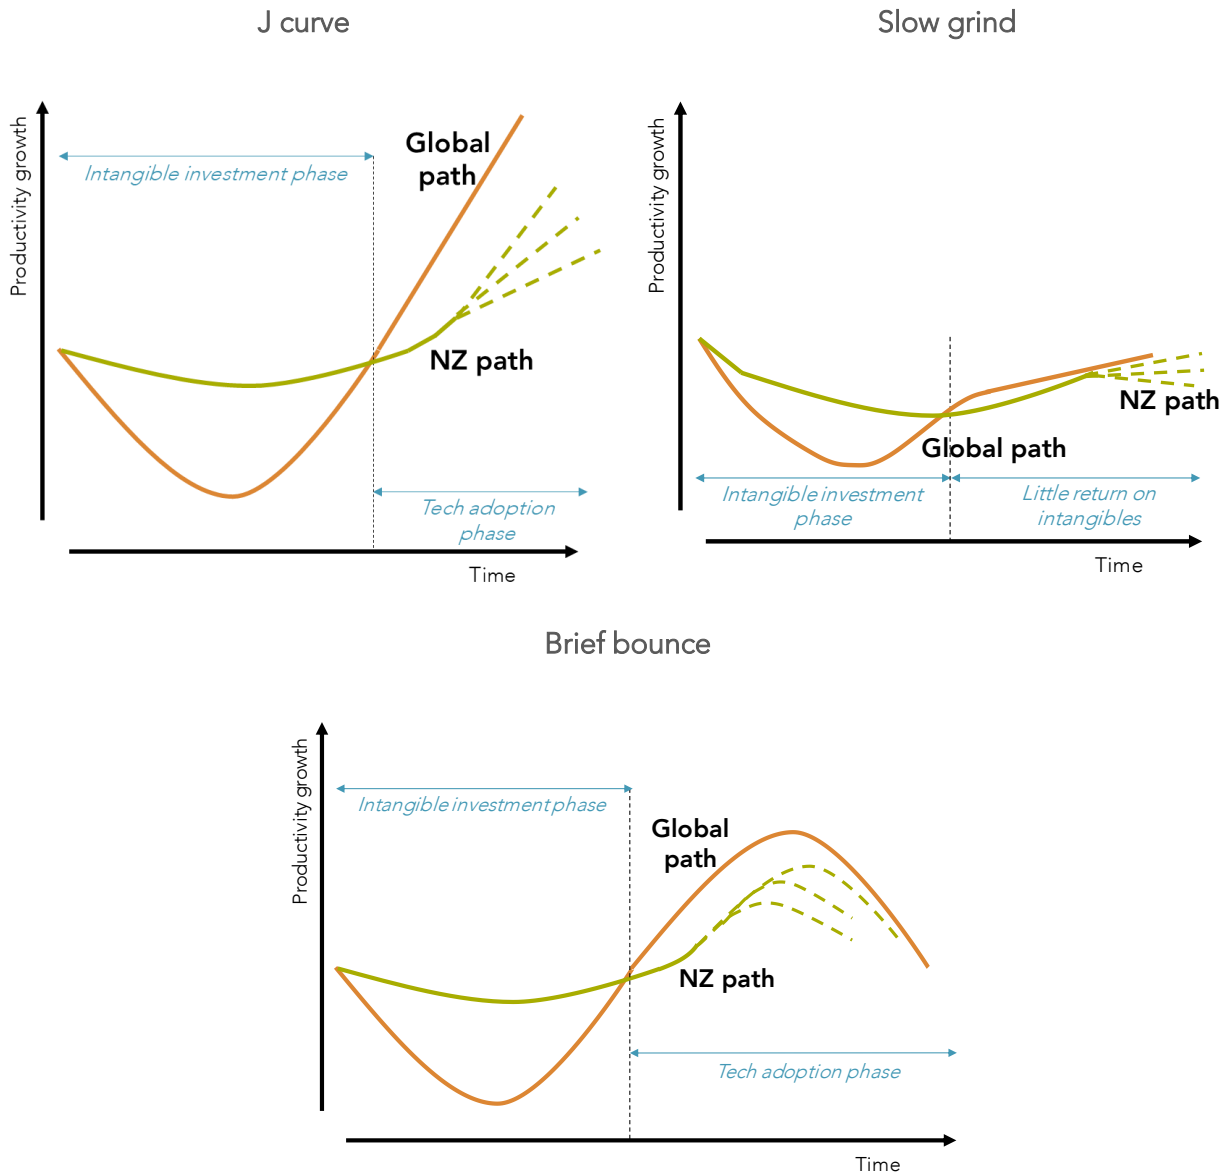 J curve
Slow grind
Productivity growth
Intangible investment phase
Global
path
NZ path
Tech adoption
phase
Time
Productivity growth
NZ path
Global path
Intangible investment
phase
Little return on
intangibles
Time
Brief bounce
Productivity growth
Intangible investment phase
Global
path
NZ path
Tech adoption phase
Time